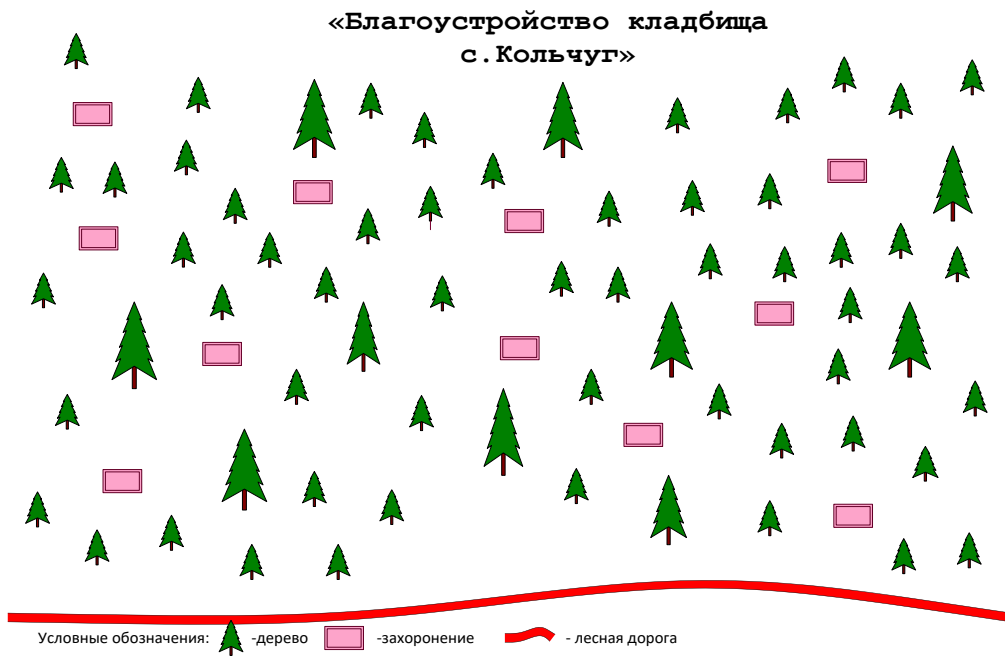 «Благоустройство кладбища
с.Кольчуг»
Условные обозначения: -дерево -захоронение - лесная дорога